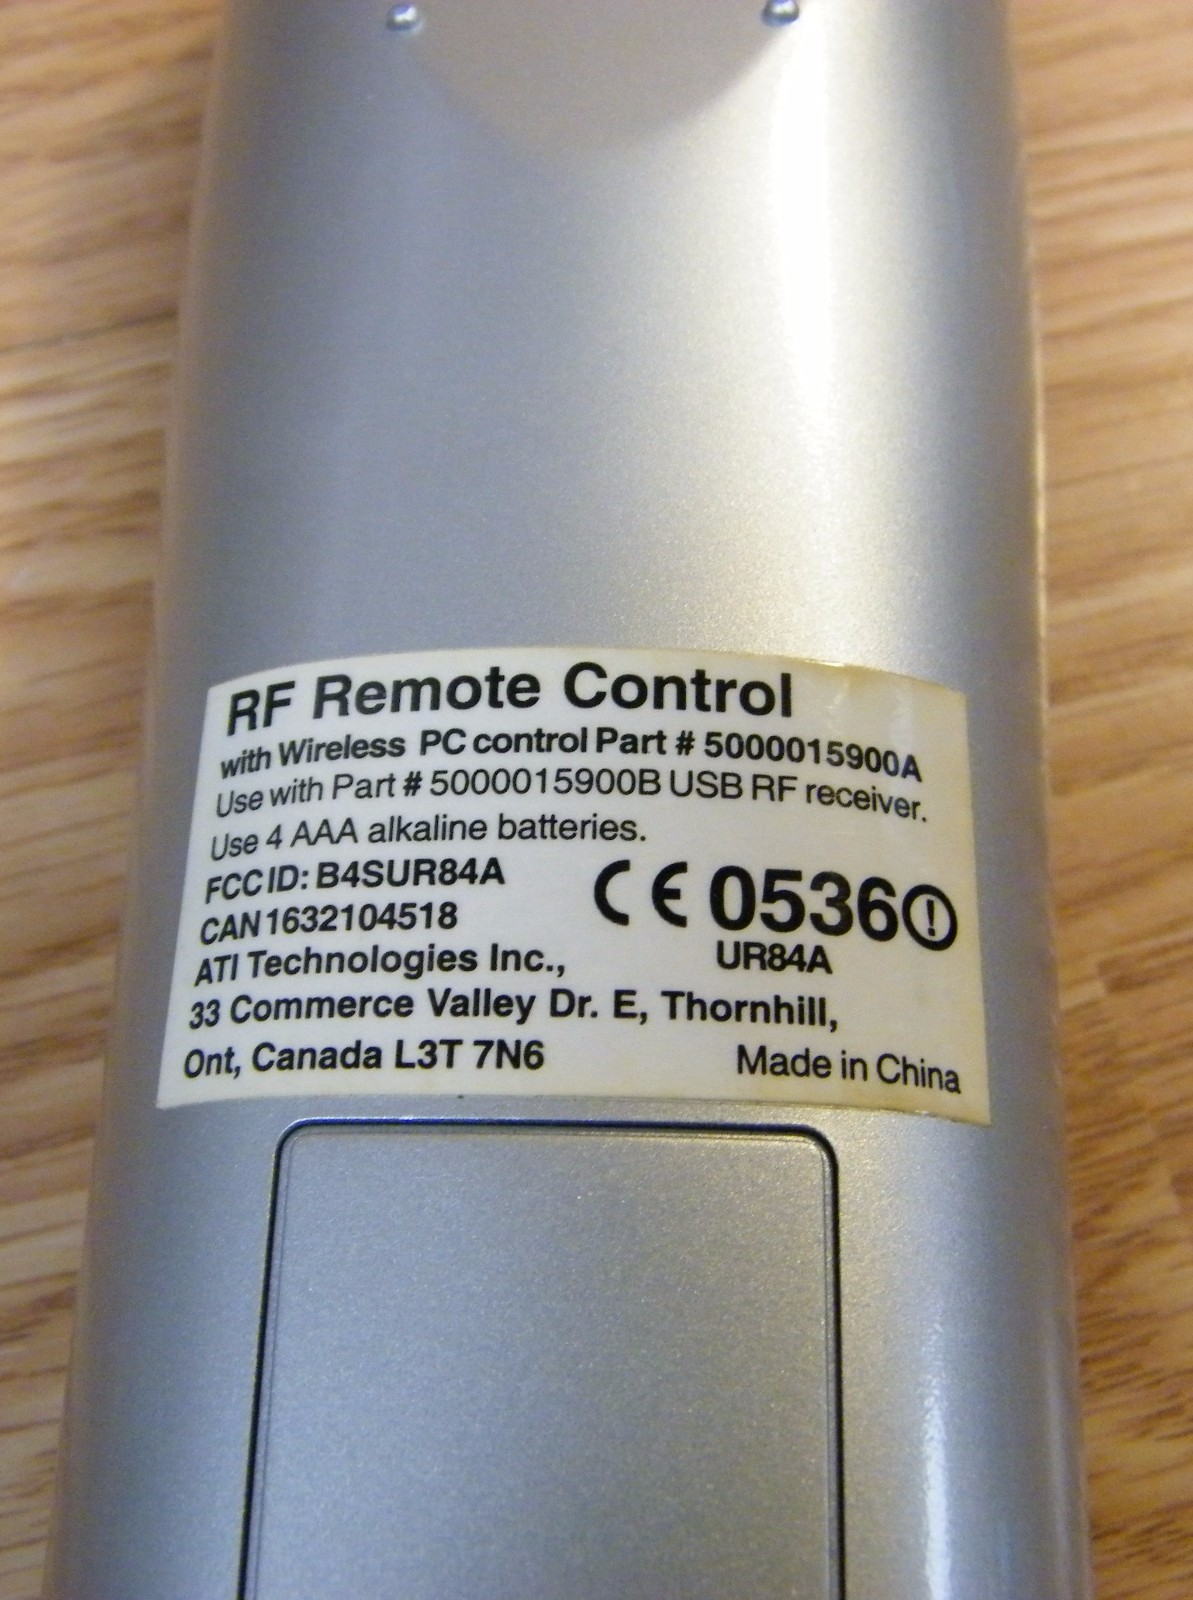 RF Remote Control
with Wireless PC control Part # 5000015900A
Use with Part # 5000015900B USB RF receiver.
Use 4 AAA alkaline batteries.
FCC ID: B4SUR84A
CAN 1632104518
CE 0536
UR84A
ATI Technologies Inc.,
33 Commerce Valley Dr. E, Thornhill,
Ont, Canada L3T 7N6
Made in China